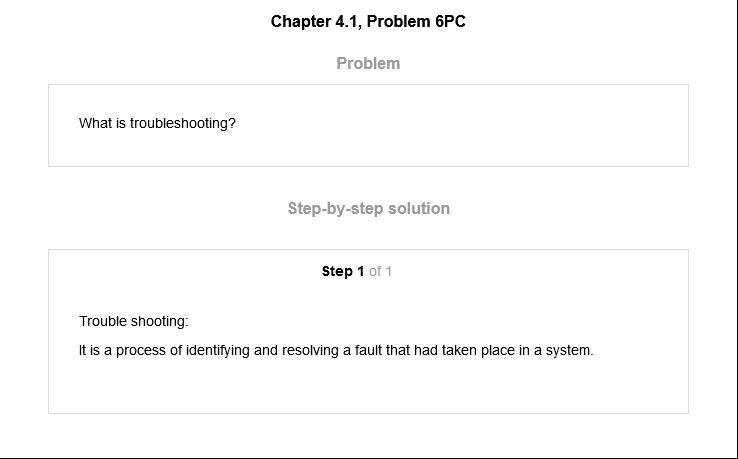 Chapter 4.1, Problem 6PC
Problem
What is troubleshooting?
Step-by-step solution
Step 1 of 1
Trouble shooting:
It is a process of identifying and resolving a fault that had taken place in a system.